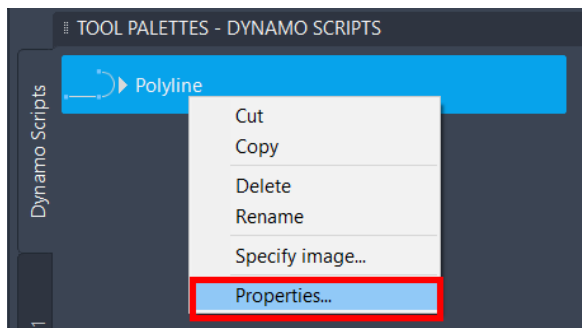 TOOL PALETTES - DYNAMO SCRIPTS
Dynamo Scripts
Polyline
Cut
Copy
Delete
Rename
Specify image...
Properties...